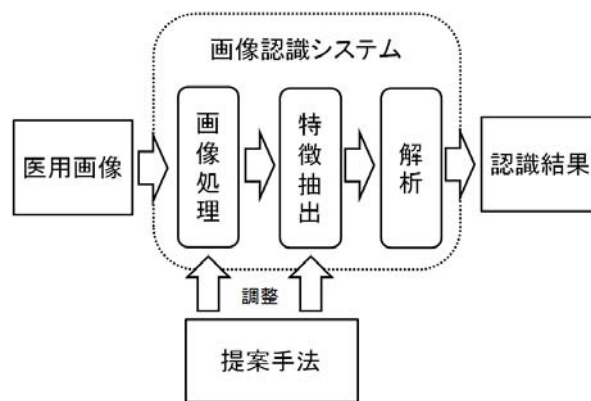 画像認識システム
医用画像
画像処理
特徴抽出
解析
認識結果
調整
提案手法